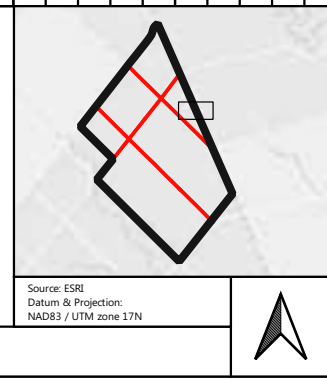 Source: ESRI
Datum & Projection:
NAD83 / UTM zone 17N